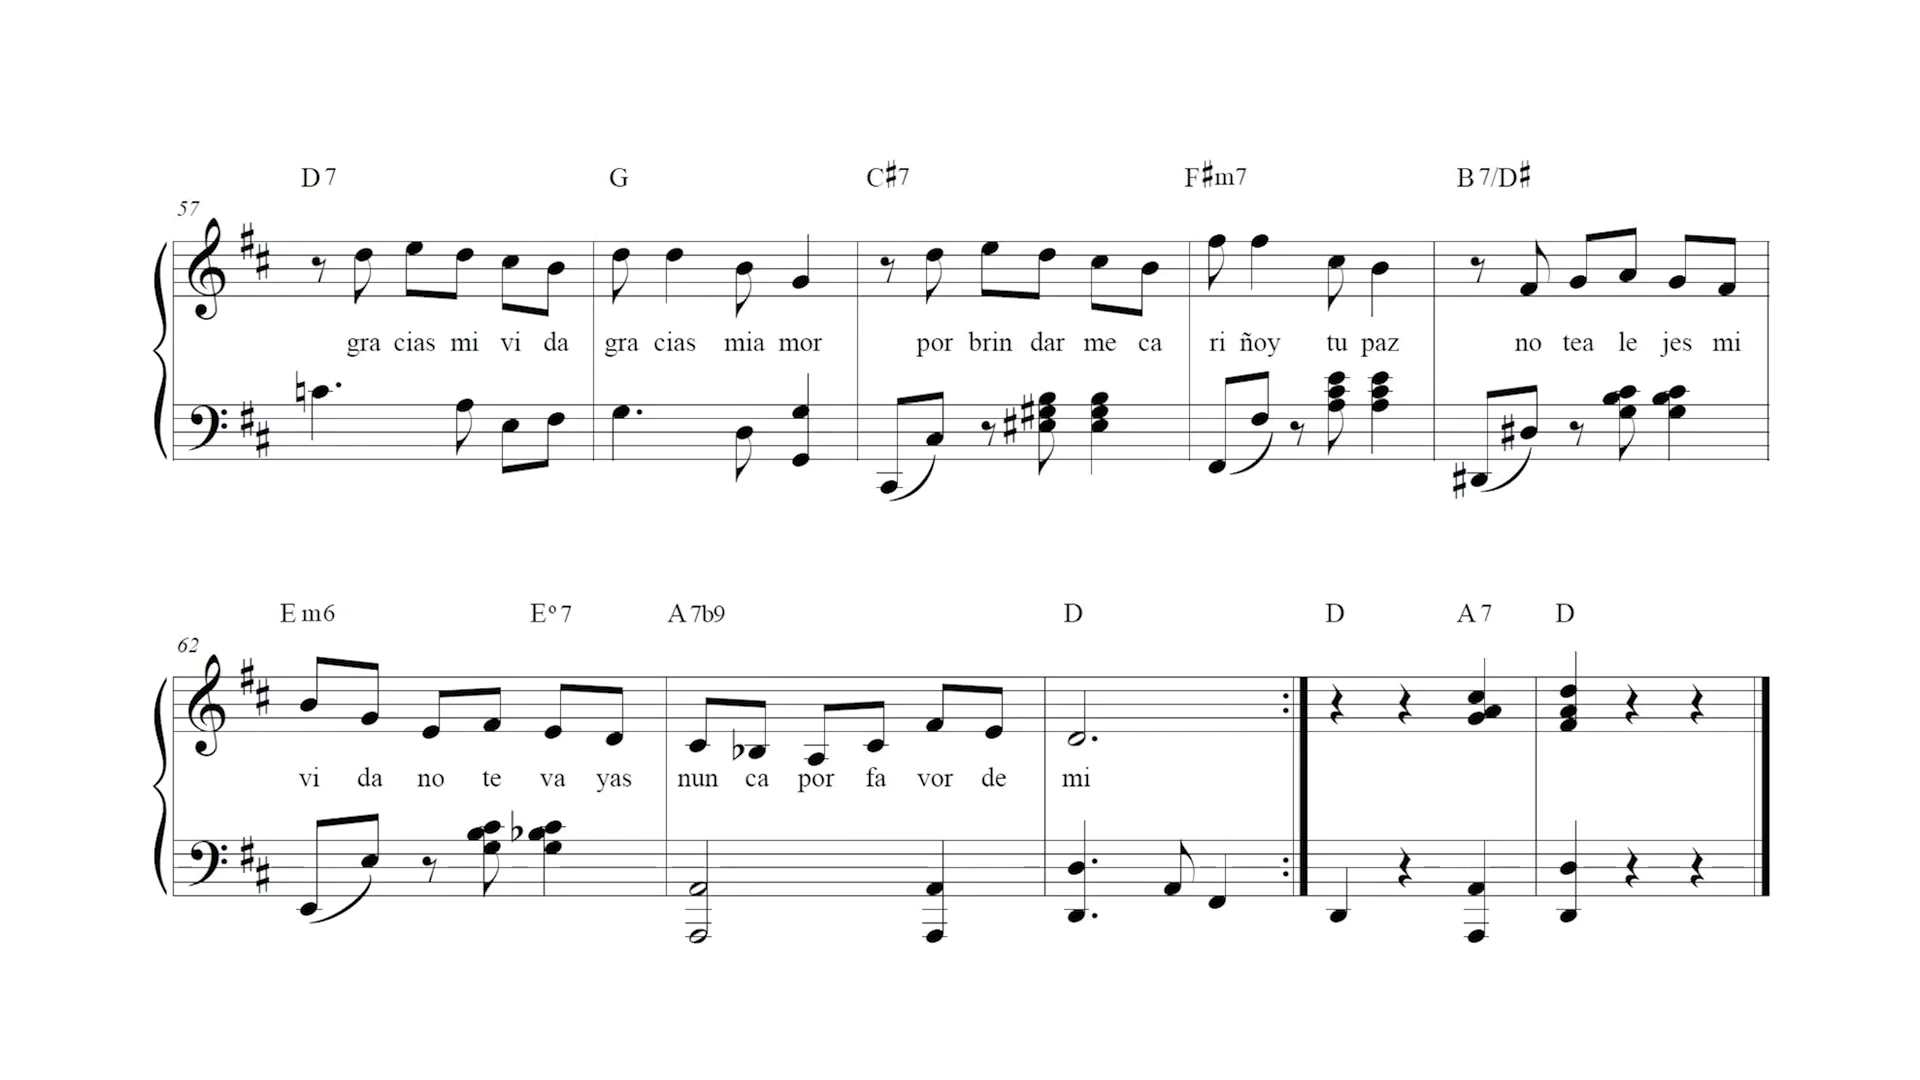 D7 G C#7 F#m7 B7/D#
57
gra cias mi vi da gra cias mia mor por brin dar me ca ri ñoy tu paz no tea le jes mi
Em6 Eº7 A7b9 D D A7 D
62
vi da no te va yas nun ca por fa vor de mi